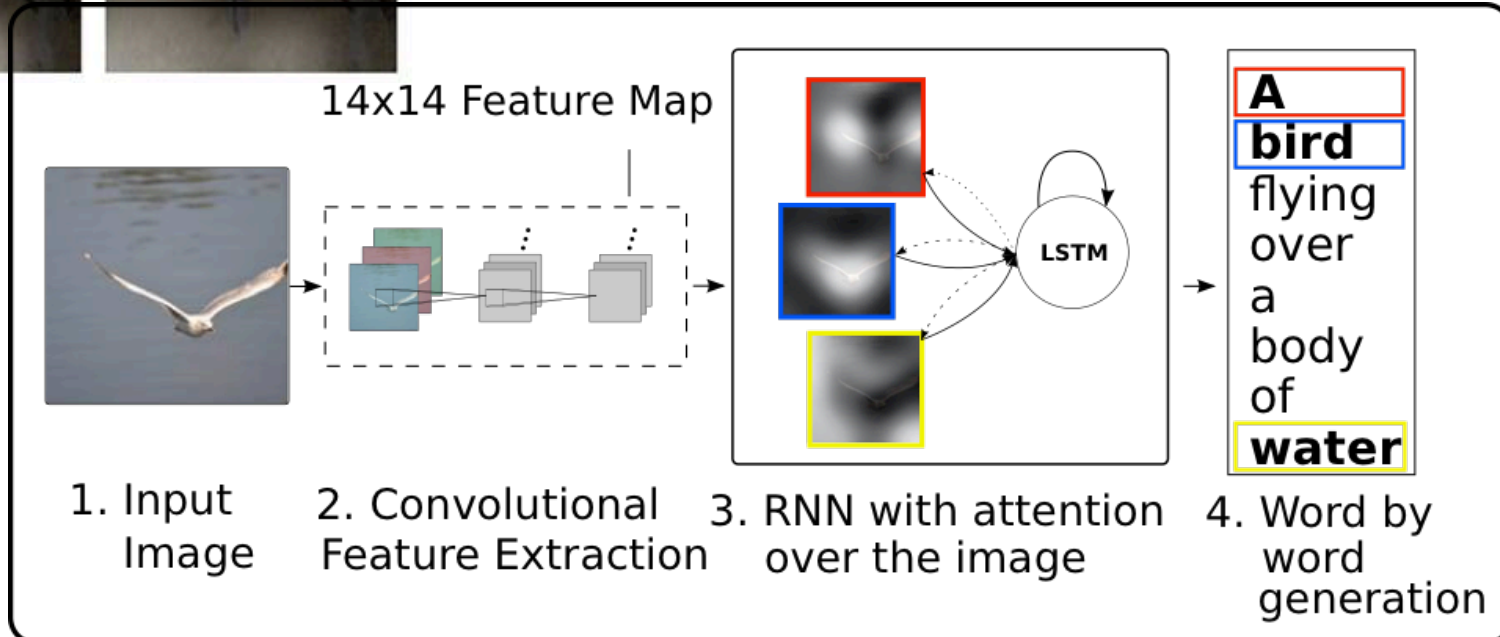 14x14 Feature Map
LSTM
A
bird
flying
over
a
body
of
water
1. Input
Image
2. Convolutional
Feature Extraction
3. RNN with attention
over the image
4. Word by
word
generation